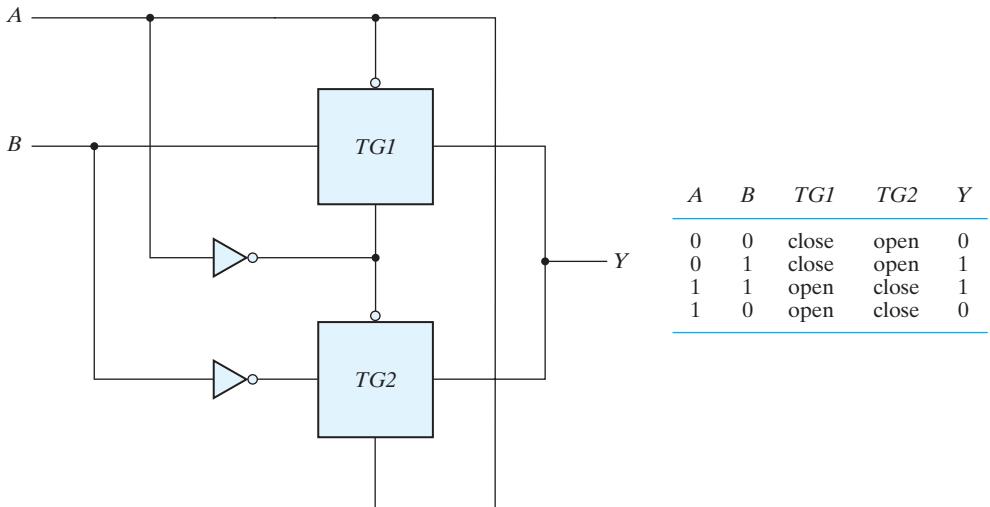 A
B
TG1
TG2
Y
A B TG1 TG2 Y
0 0 close open 0
0 1 close open 1
1 1 open close 1
1 0 open close 0